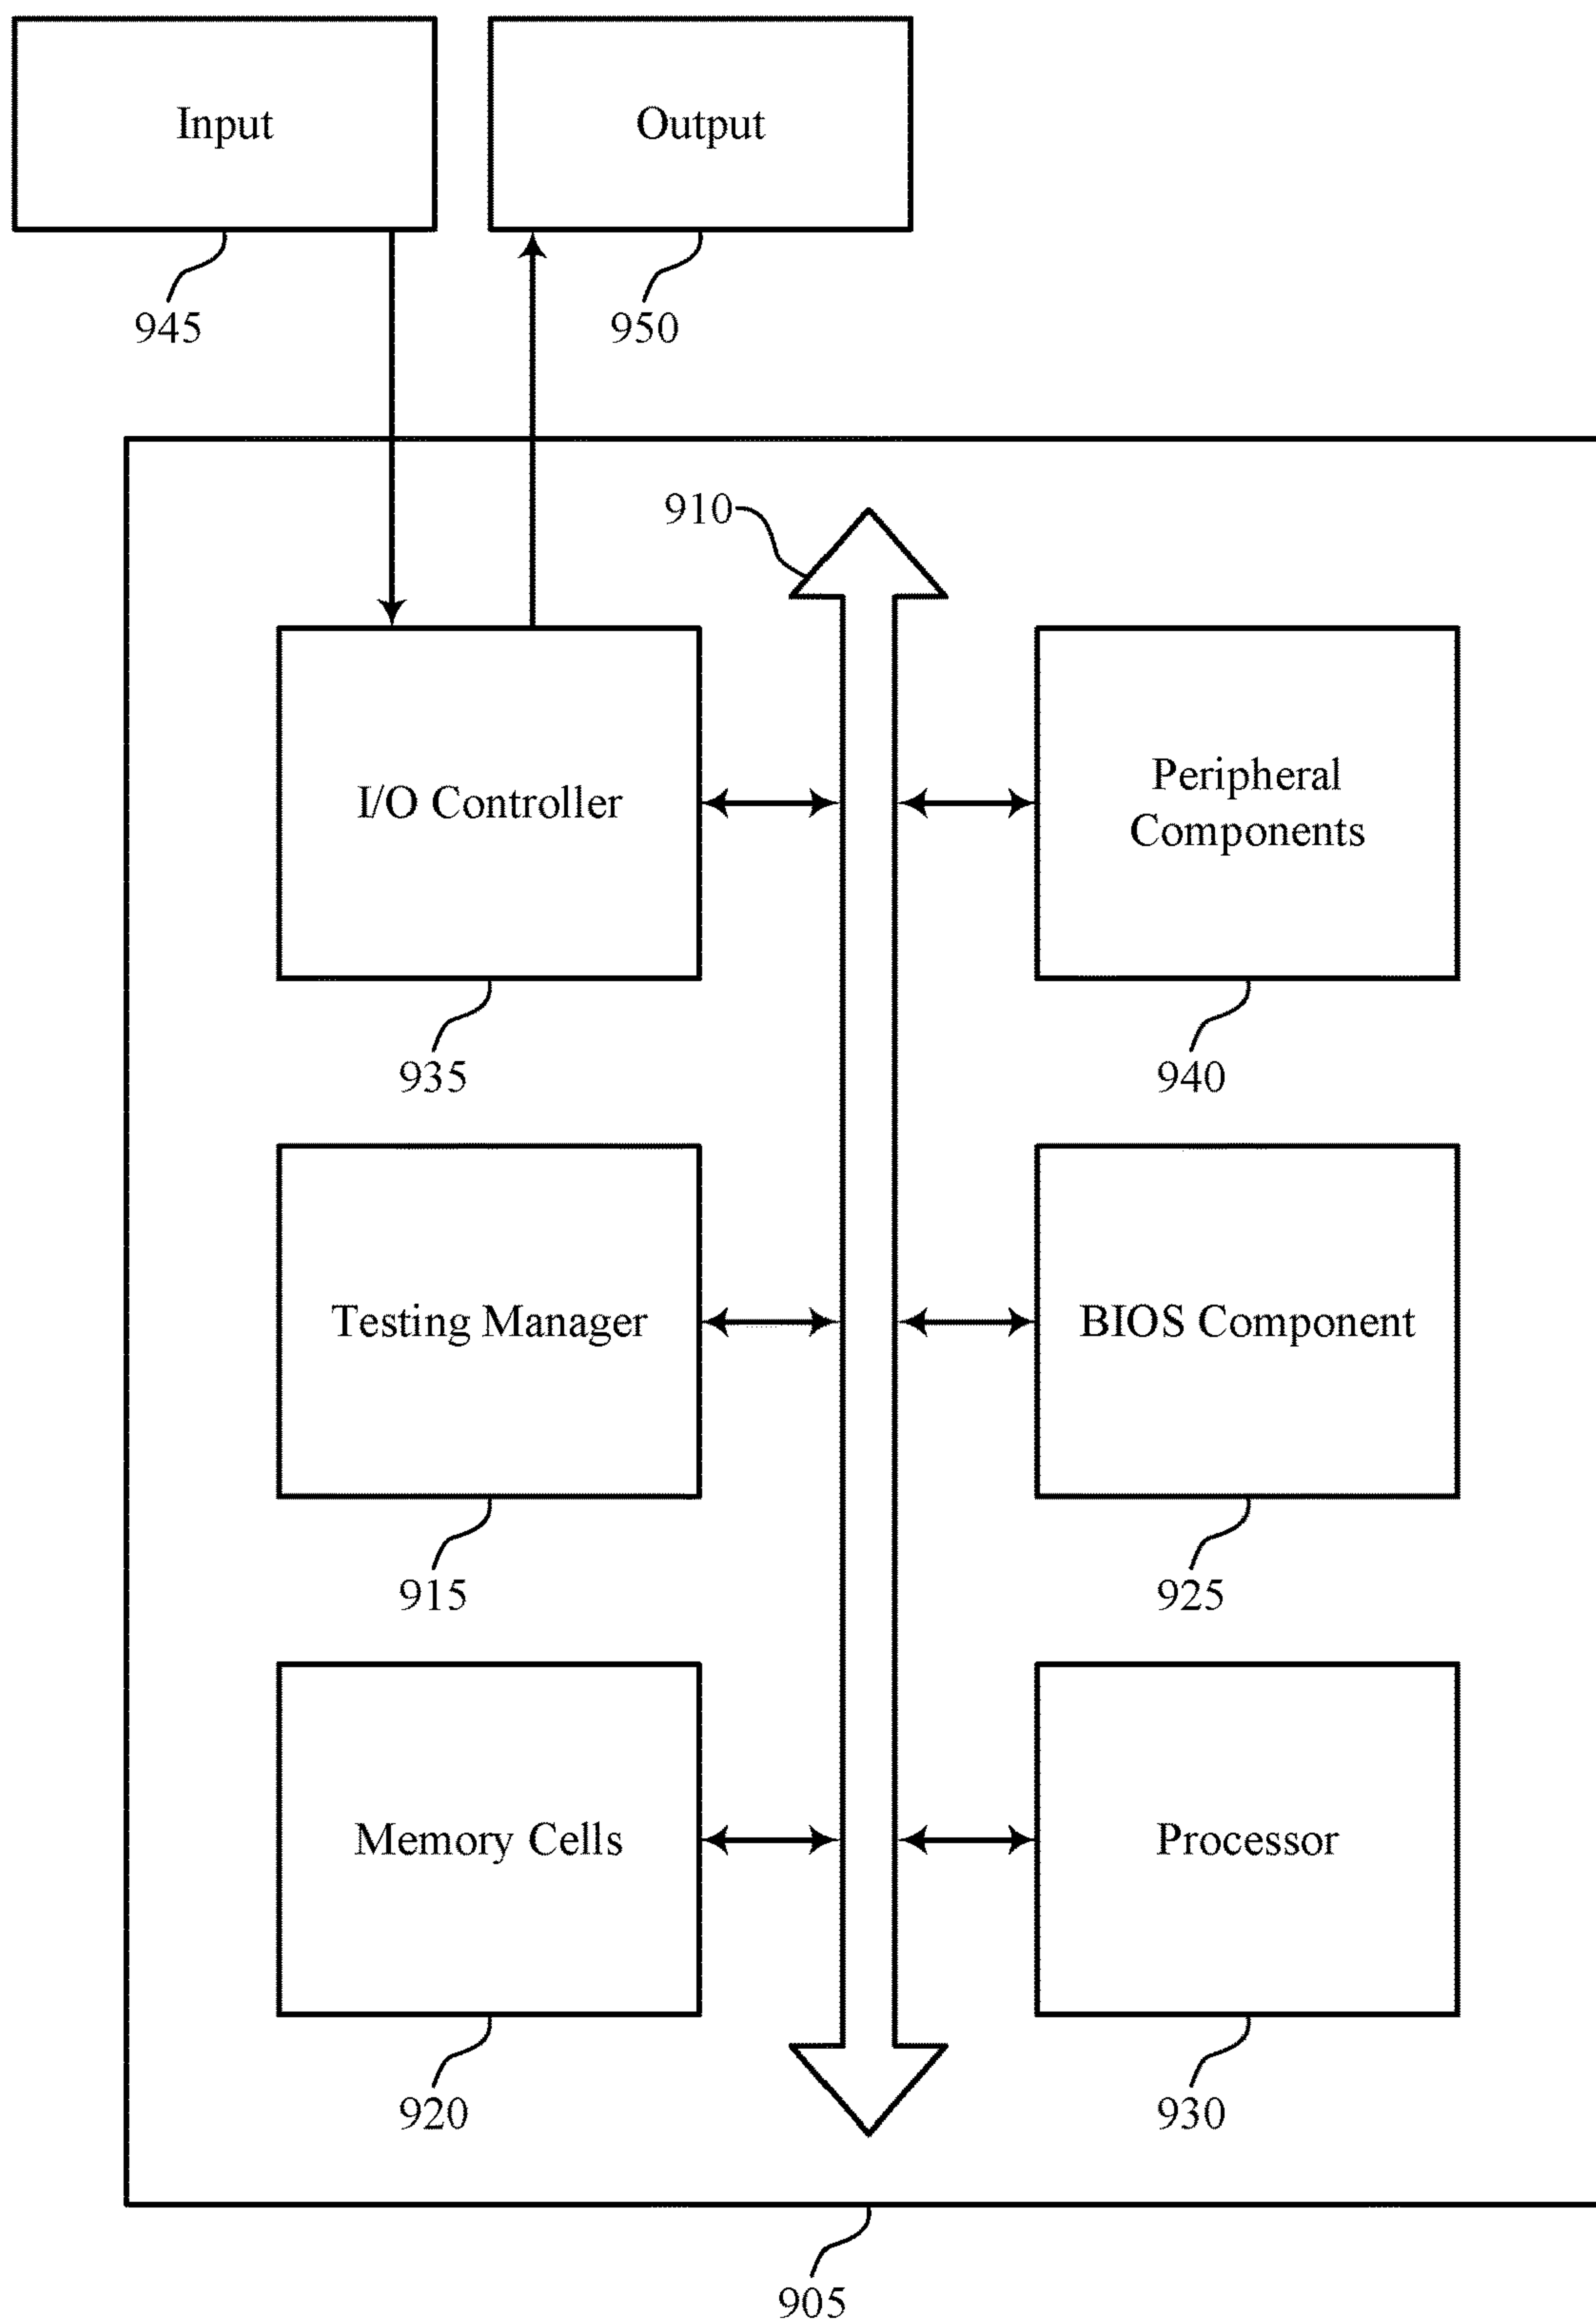 Input
Output
945
950
910
I/O Controller
Peripheral
Components
935
940
Testing Manager
BIOS Component
915
925
Memory Cells
Processor
920
930
905